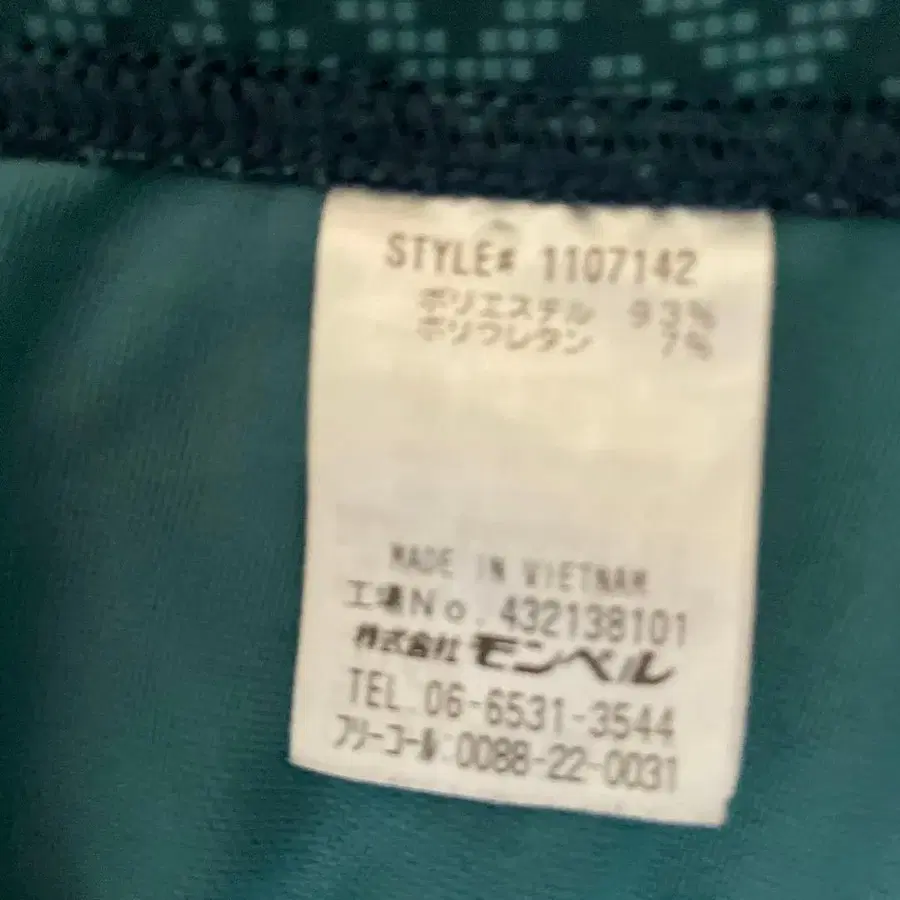 STYLE# 1107142
ポリエステル 93%
ポリウレタン 7%
MADE IN VIETNAM
工場No. 432138101
株式会社 モンベル
TEL.06-6531-3544
フリーコール:0088-22-0031